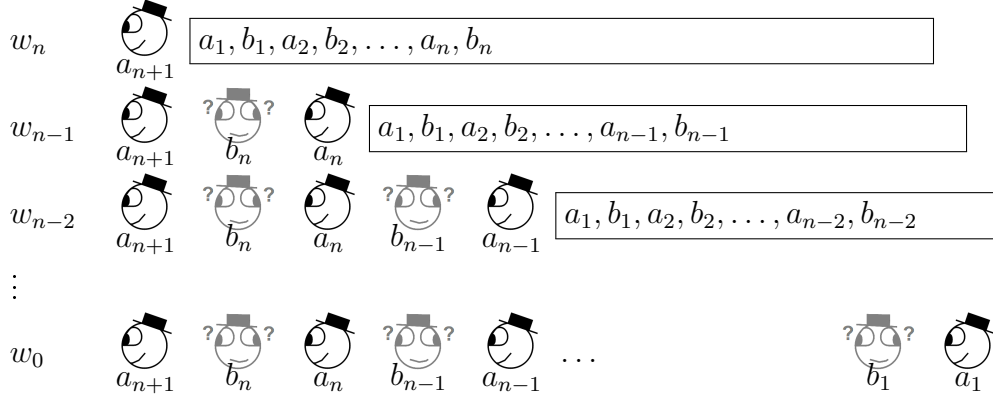 w_n a_{n+1} a_1, b_1, a_2, b_2, …, a_n, b_n
w_{n−1} a_{n+1} ? b_n ? a_n a_1, b_1, a_2, b_2, …, a_{n−1}, b_{n−1}
w_{n−2} a_{n+1} ? b_n ? a_n ? b_{n−1} ? a_{n−1} a_1, b_1, a_2, b_2, …, a_{n−2}, b_{n−2}
⋮
w_0 a_{n+1} ? b_n ? a_n ? b_{n−1} ? a_{n−1} … ? b_1 ? a_1